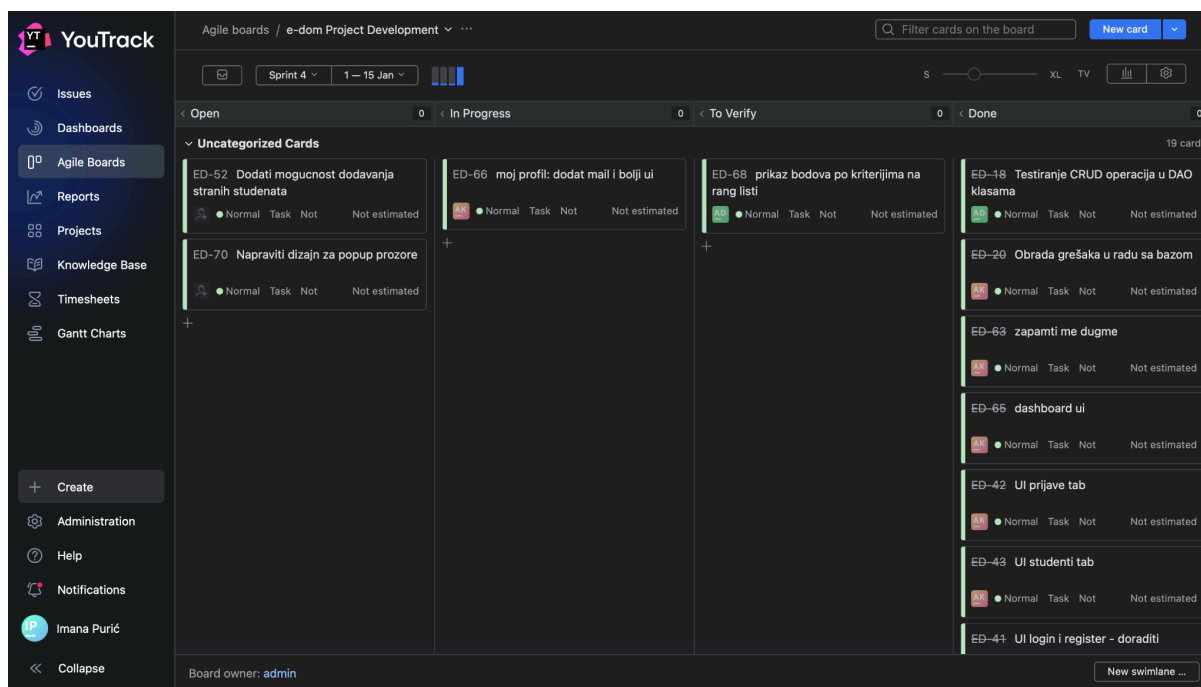 YT YouTrack
Issues
Dashboards
Agile Boards
Reports
Projects
Knowledge Base
Timesheets
Gantt Charts
Create
Administration
Help
Notifications
IP Imana Purić
Collapse
Agile boards / e-dom Project Development
Filter cards on the board
New card
Sprint 4
1 — 15 Jan
S XL TV
Open 0
In Progress 0
To Verify 0
Done 0
Uncategorized Cards
19 card
ED-52 Dodati mogucnost dodavanja
stranih studenata
Normal Task Not Not estimated
ED-70 Napraviti dizajn za popup prozore
Normal Task Not Not estimated
ED-66 moj profil: dodat mail i bolji ui
AK Normal Task Not Not estimated
ED-68 prikaz bodova po kriterijima na
rang listi
AD Normal Task Not Not estimated
ED-18 Testiranje CRUD operacija u DAO
klasama
AD Normal Task Not Not estimated
ED-20 Obrada grešaka u radu sa bazom
AK Normal Task Not Not estimated
ED-63 zapamti me dugme
AK Normal Task Not Not estimated
ED-65 dashboard ui
AK Normal Task Not Not estimated
ED-42 UI prijave tab
AK Normal Task Not Not estimated
ED-43 UI studenti tab
AK Normal Task Not Not estimated
ED-41 UI login i register - doraditi
Board owner: admin
New swimlane ...